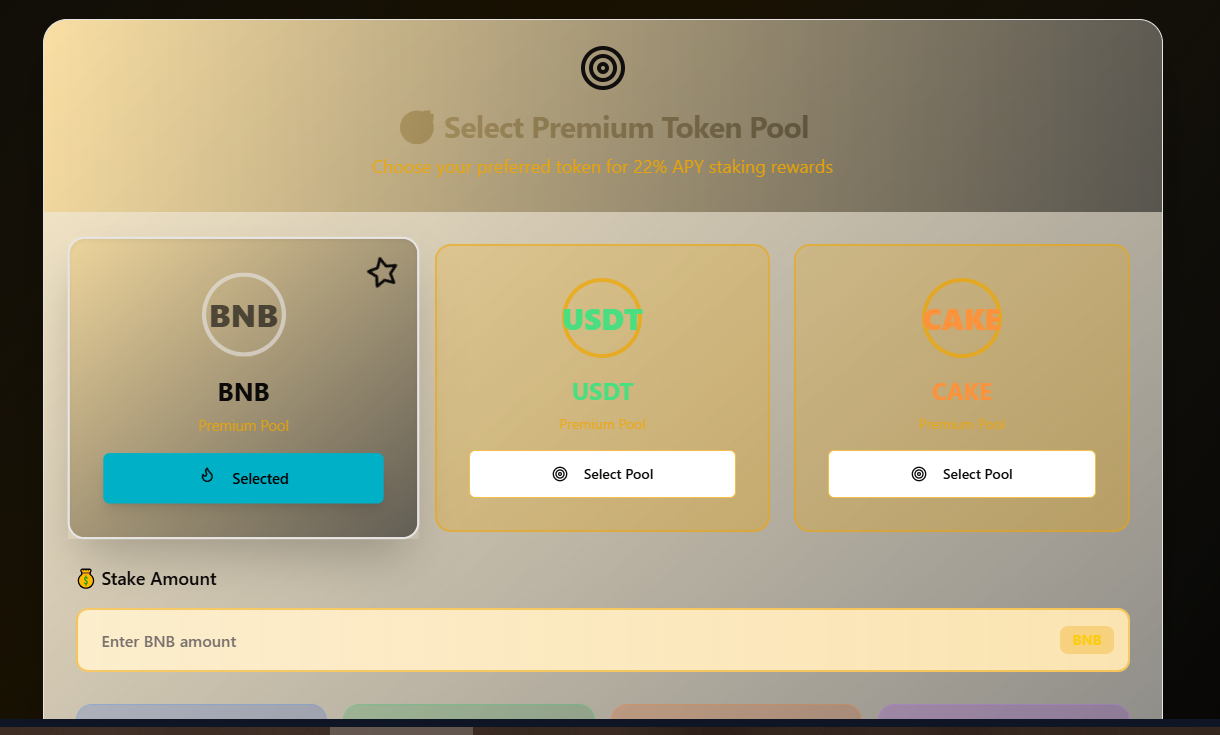 Select Premium Token Pool
Choose your preferred token for 22% APY staking rewards
BNB
USDT
CAKE
BNB
USDT
CAKE
Premium Pool
Premium Pool
Premium Pool
Selected
Select Pool
Select Pool
💰 Stake Amount
Enter BNB amount
BNB